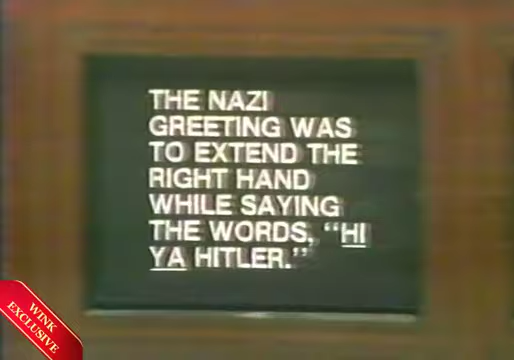 THE NAZI
GREETING WAS
TO EXTEND THE
RIGHT HAND
WHILE SAYING
THE WORDS, “HI
YA HITLER.”
WINK
EXCLUSIVE